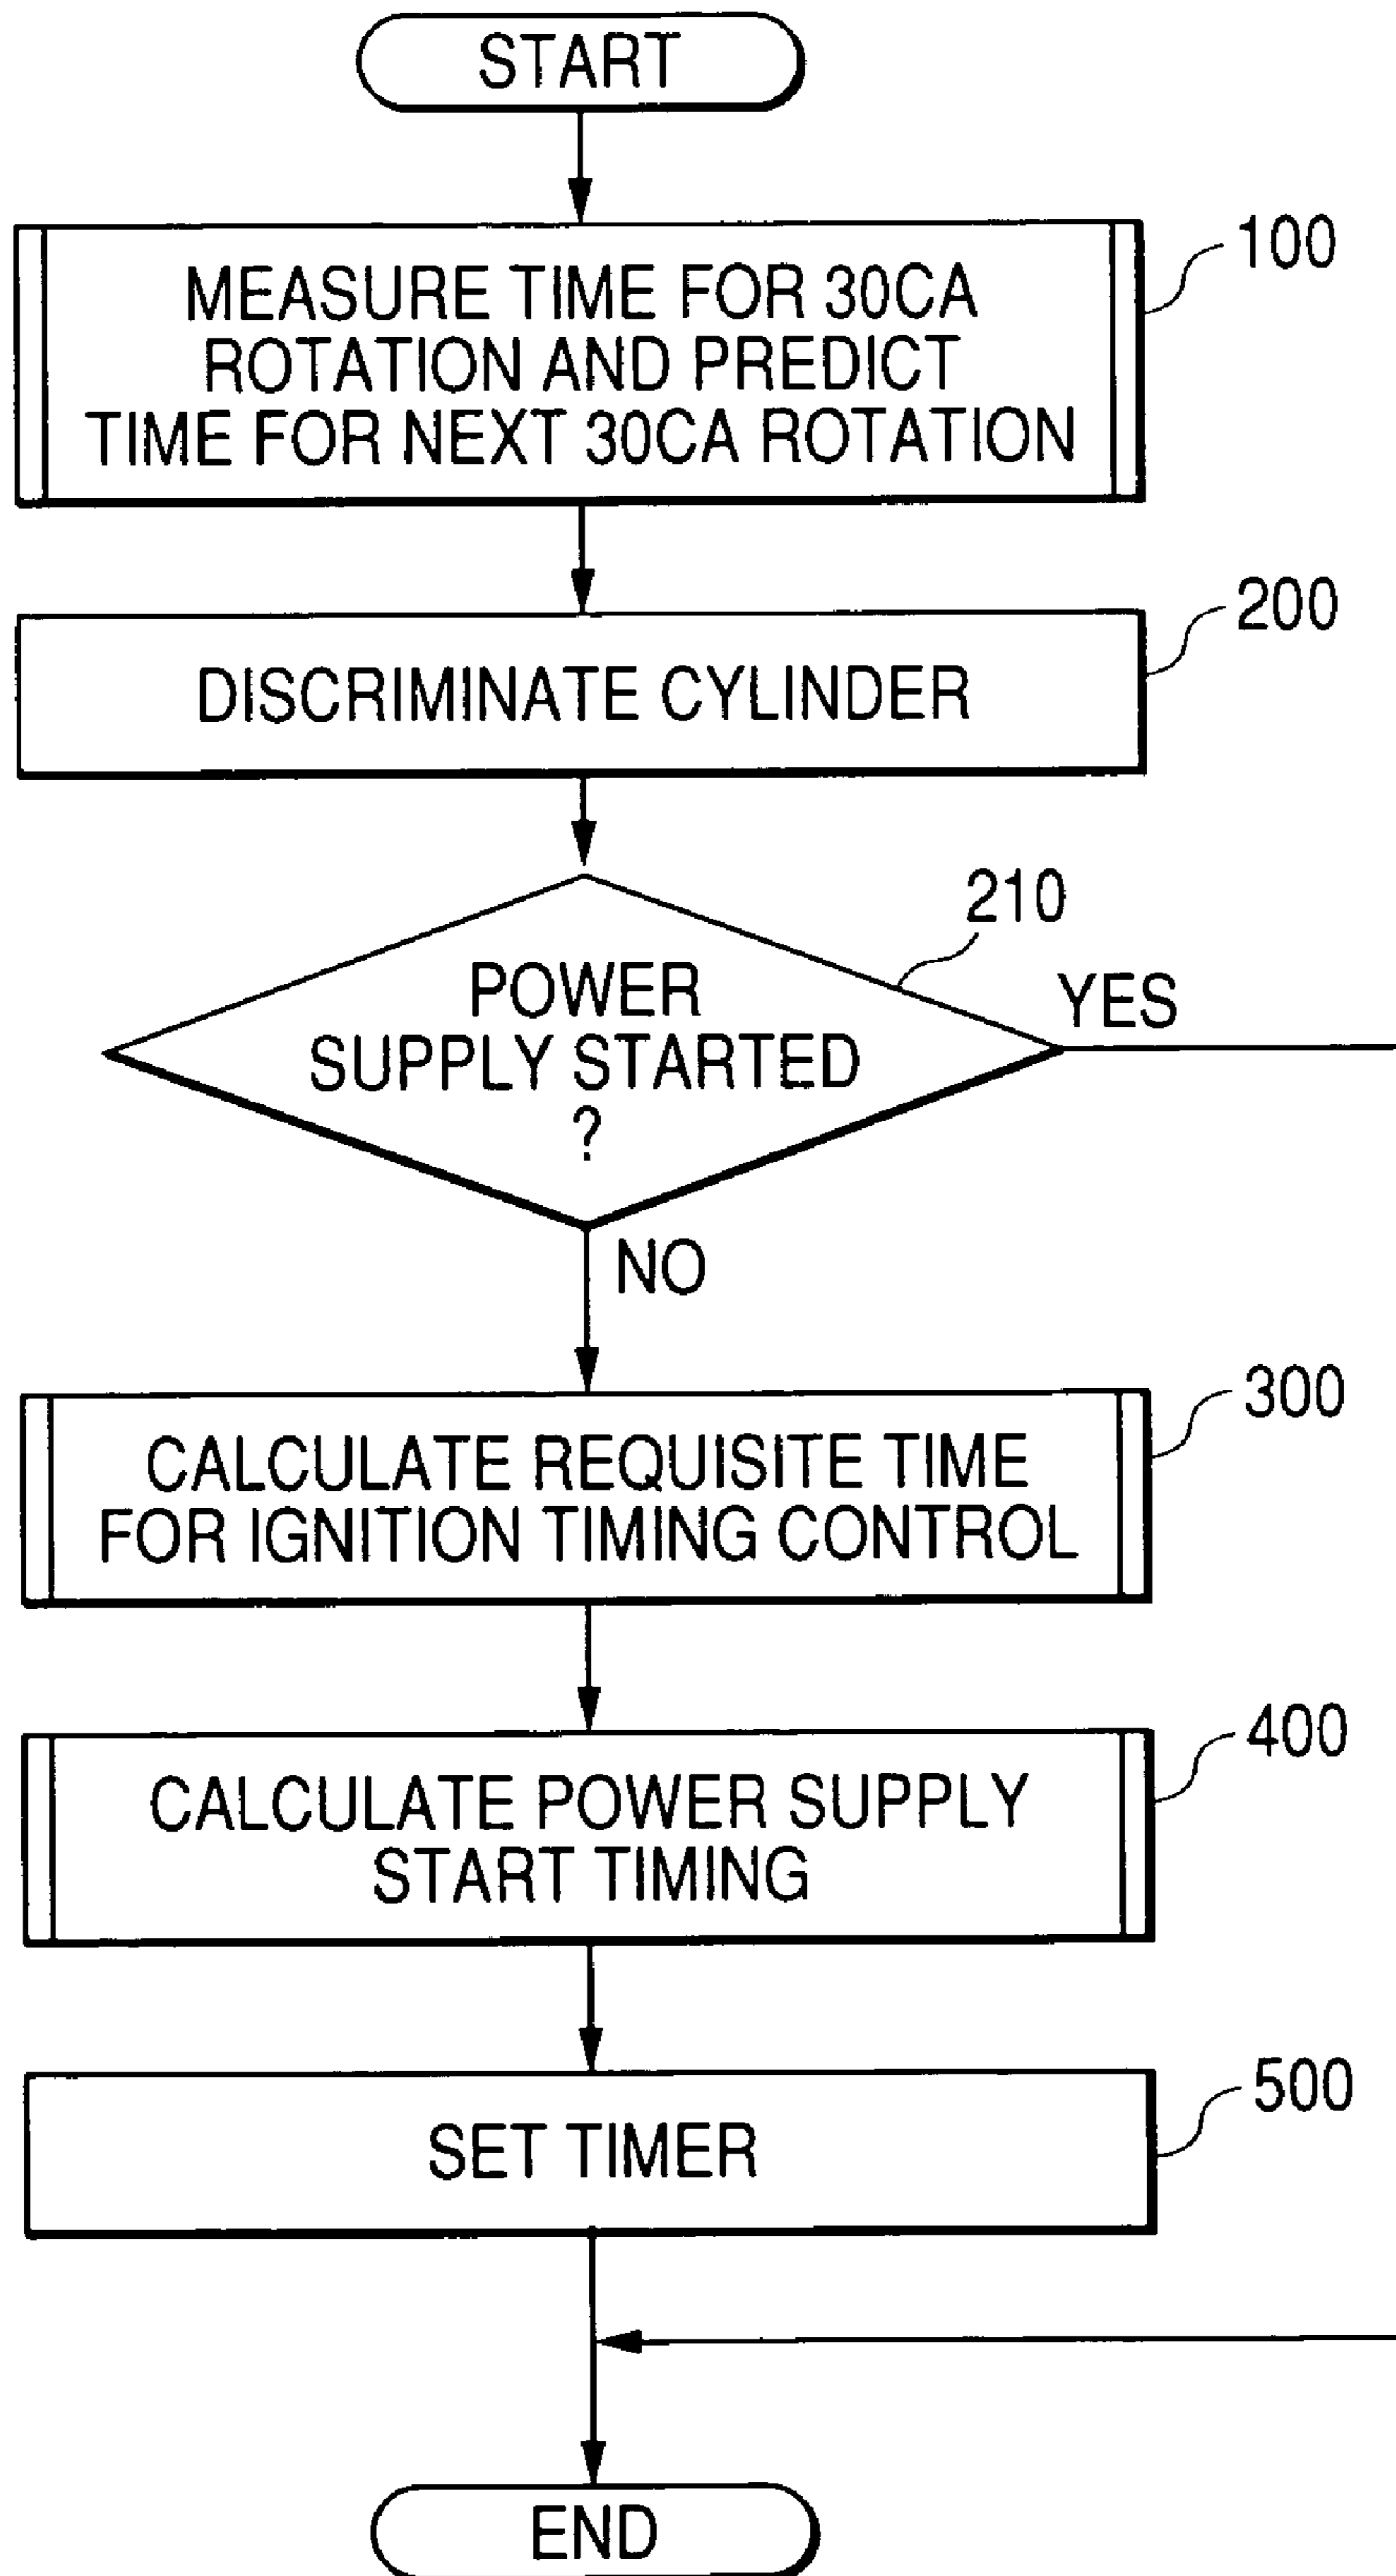 START
100
MEASURE TIME FOR 30CA
ROTATION AND PREDICT
TIME FOR NEXT 30CA ROTATION
200
DISCRIMINATE CYLINDER
210
POWER
SUPPLY STARTED
?
YES
NO
300
CALCULATE REQUISITE TIME
FOR IGNITION TIMING CONTROL
400
CALCULATE POWER SUPPLY
START TIMING
500
SET TIMER
END